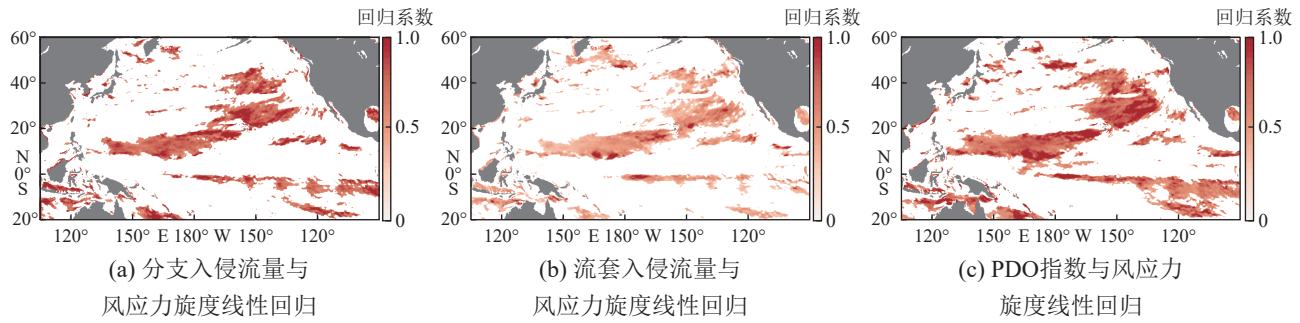 回归系数 回归系数 回归系数
60° 1.0 60° 1.0 60° 1.0
40° 40° 40°
0.5 0.5 0.5
20° 20° 20°
N N N
0° 0° 0°
S S S
20° 0 20° 0 20° 0
120° 150° E 180° W 150° 120° 120° 150° E 180° W 150° 120° 120° 150° E 180° W 150° 120°
(a) 分支入侵流量与 (b) 流套入侵流量与 (c) PDO指数与风应力
风应力旋度线性回归 风应力旋度线性回归 旋度线性回归